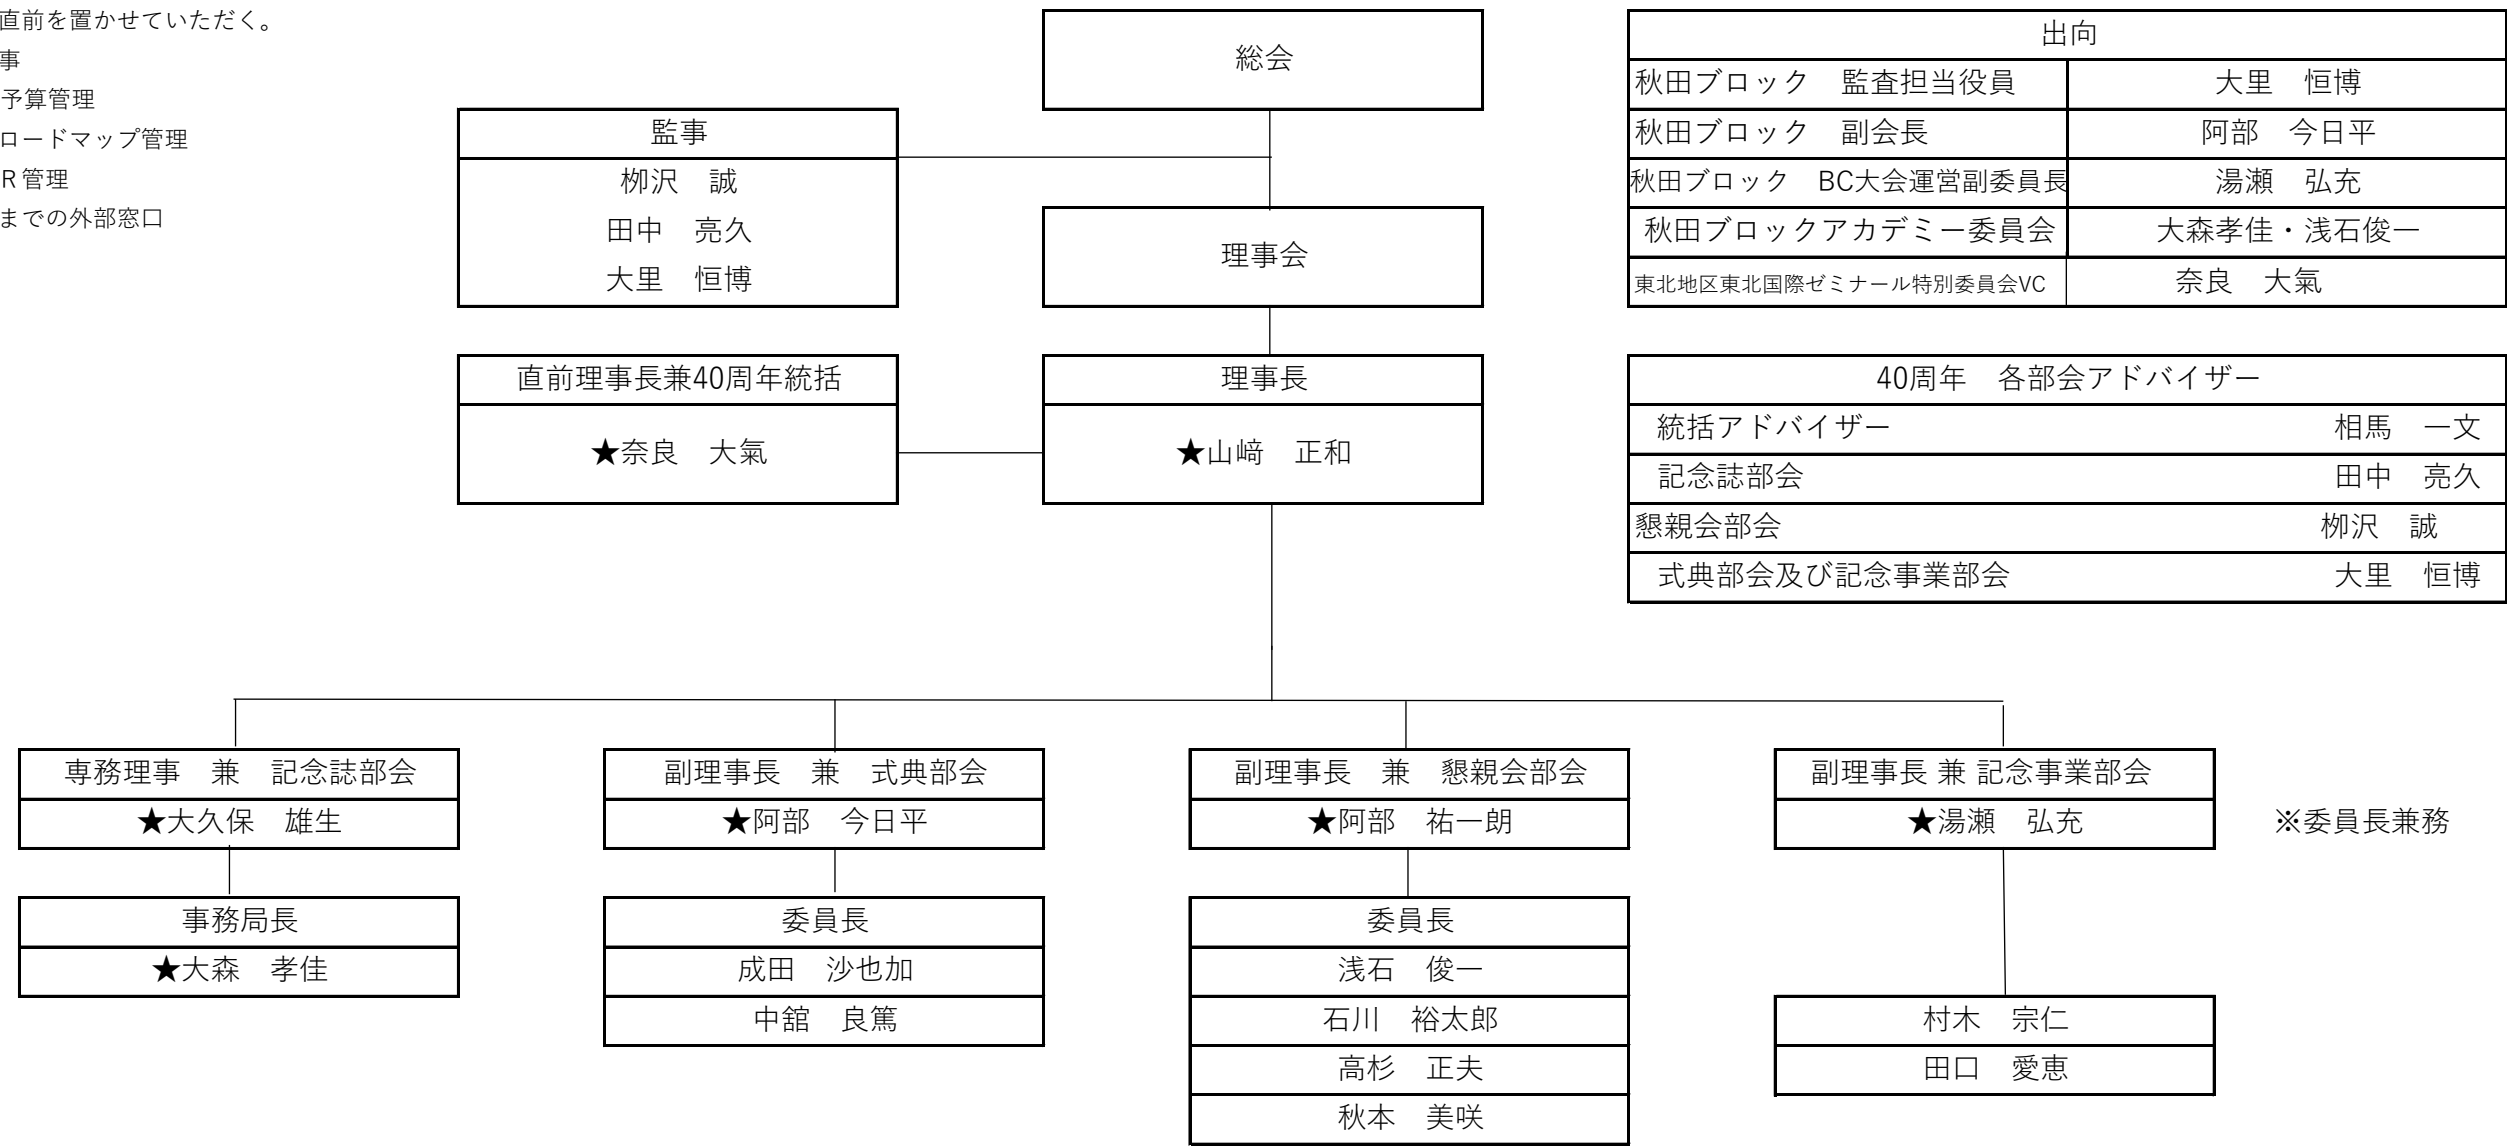 直前を置かせていただく。
事
予算管理
ロードマップ管理
R管理
までの外部窓口
総会
監事
栁沢　誠
田中　亮久
大里　恒博
理事会
出向
秋田ブロック　監査担当役員　大里　恒博
秋田ブロック　副会長　阿部　今日平
秋田ブロック　BC大会運営副委員長　湯瀬　弘充
秋田ブロックアカデミー委員会　大森孝佳・浅石俊一
東北地区東北国際ゼミナール特別委員会VC　奈良　大氣
直前理事長兼40周年統括
★奈良　大氣
理事長
★山﨑　正和
40周年　各部会アドバイザー
統括アドバイザー　相馬　一文
記念誌部会　田中　亮久
懇親会部会　栁沢　誠
式典部会及び記念事業部会　大里　恒博
専務理事　兼　記念誌部会
★大久保　雄生
事務局長
★大森　孝佳
副理事長　兼　式典部会
★阿部　今日平
委員長
成田　沙也加
中舘　良篤
副理事長　兼　懇親会部会
★阿部　祐一朗
委員長
浅石　俊一
石川　裕太郎
高杉　正夫
秋本　美咲
副理事長 兼 記念事業部会
★湯瀬　弘充
※委員長兼務
村木　宗仁
田口　愛恵